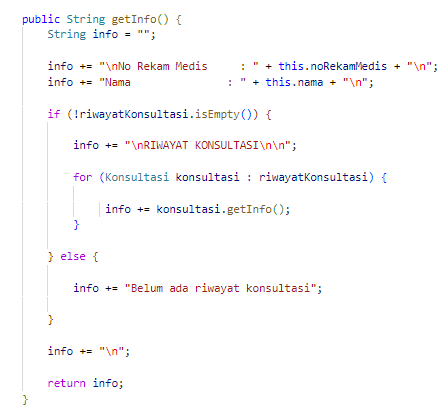 public String getInfo() {
    String info = "";
    info += "\nNo Rekam Medis     : " + this.noRekamMedis + "\n";
    info += "Nama               : " + this.nama + "\n";
    if (!riwayatKonsultasi.isEmpty()) {
        info += "\nRIWAYAT KONSULTASI\n\n";
        for (Konsultasi konsultasi : riwayatKonsultasi) {
            info += konsultasi.getInfo();
        }
    } else {
        info += "Belum ada riwayat konsultasi";
    }
    info += "\n";
    return info;
}